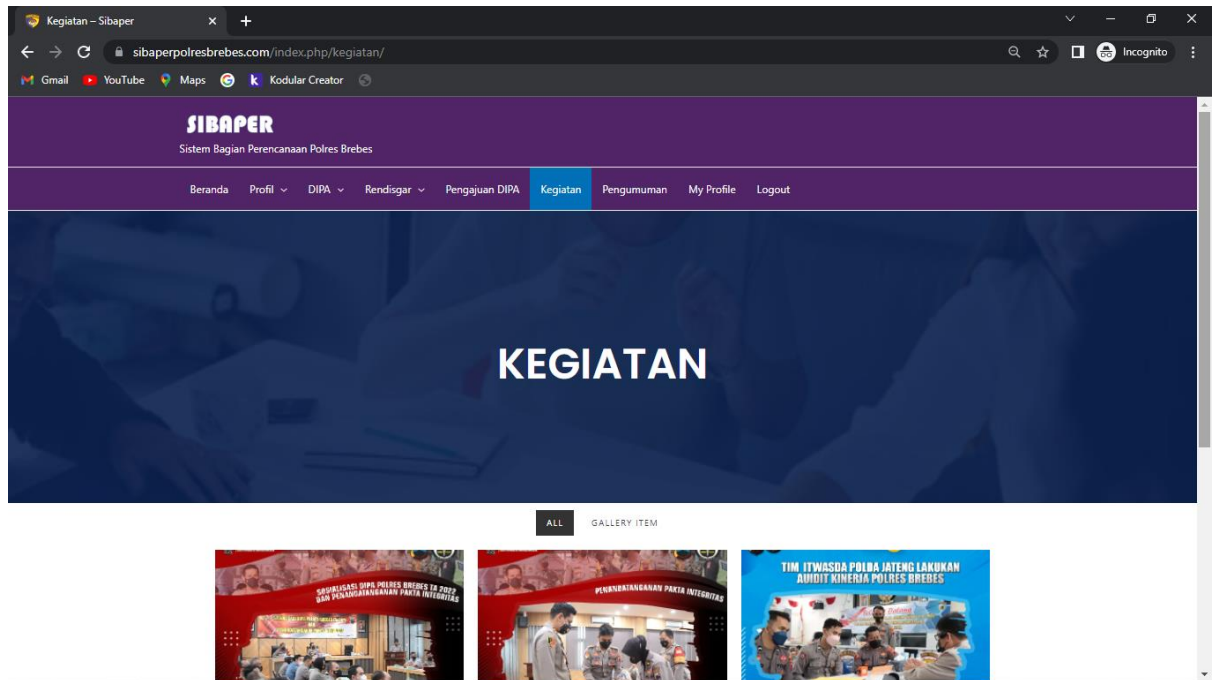 Kegiatan – Sibaper
sibaperpolresbrebes.com/index.php/kegiatan/
Incognito
Gmail
YouTube
Maps
Kodular Creator
SIBAPER
Sistem Bagian Perencanaan Polres Brebes
Beranda
Profil
DIPA
Rendisgar
Pengajuan DIPA
Kegiatan
Pengumuman
My Profile
Logout
KEGIATAN
ALL
GALLERY ITEM
SOSIALISASI DIPA POLRES BREBES TA 2022
DAN PENANDATANGANAN PAKTA INTEGRITAS
PENANDATANGANAN PAKTA INTEGRITAS
TIM ITWASDA POLDA JATENG LAKUKAN
AUIDIT KINERJA POLRES BREBES